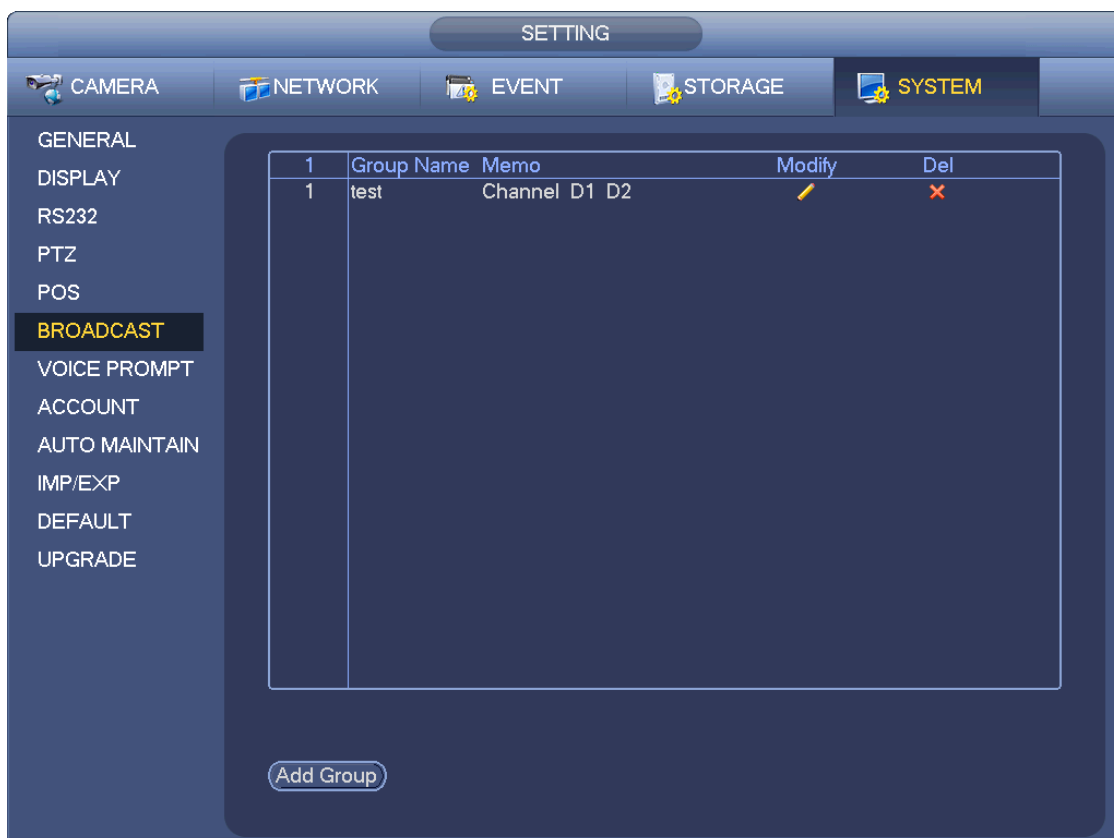 SETTING
CAMERA NETWORK EVENT STORAGE SYSTEM
GENERAL
DISPLAY
RS232
PTZ
POS
BROADCAST
VOICE PROMPT
ACCOUNT
AUTO MAINTAIN
IMP/EXP
DEFAULT
UPGRADE
1 Group Name Memo Modify Del
1 test Channel D1 D2
Add Group